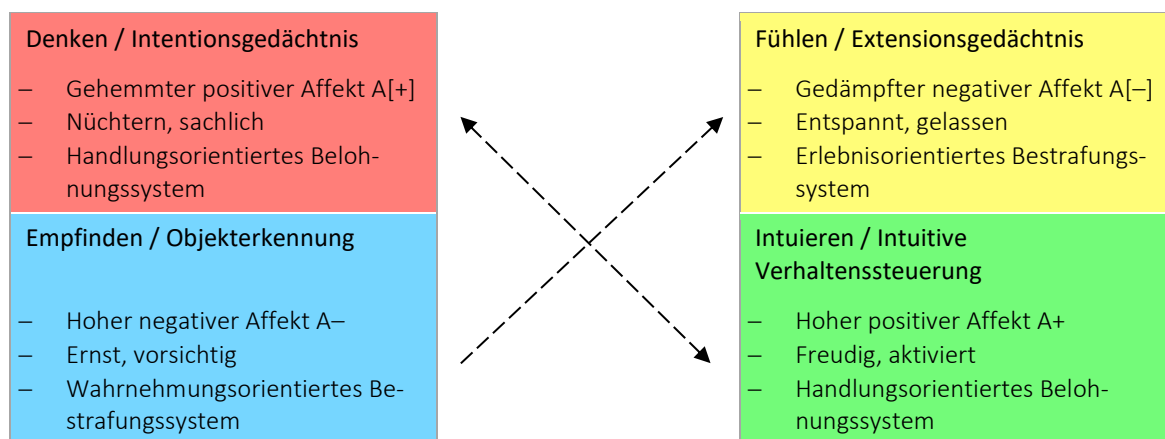 Denken / Intentionsgedächtnis
– Gehemmter positiver Affekt A[+]
– Nüchtern, sachlich
– Handlungsorientiertes Beloh-
nungssystem
Fühlen / Extensionsgedächtnis
– Gedämpfter negativer Affekt A[–]
– Entspannt, gelassen
– Erlebnisorientiertes Bestrafungs-
system
Empfinden / Objekterkennung
– Hoher negativer Affekt A–
– Ernst, vorsichtig
– Wahrnehmungsorientiertes Be-
strafungssystem
Intuieren / Intuitive
Verhaltenssteuerung
– Hoher positiver Affekt A+
– Freudig, aktiviert
– Handlungsorientiertes Beloh-
nungssystem